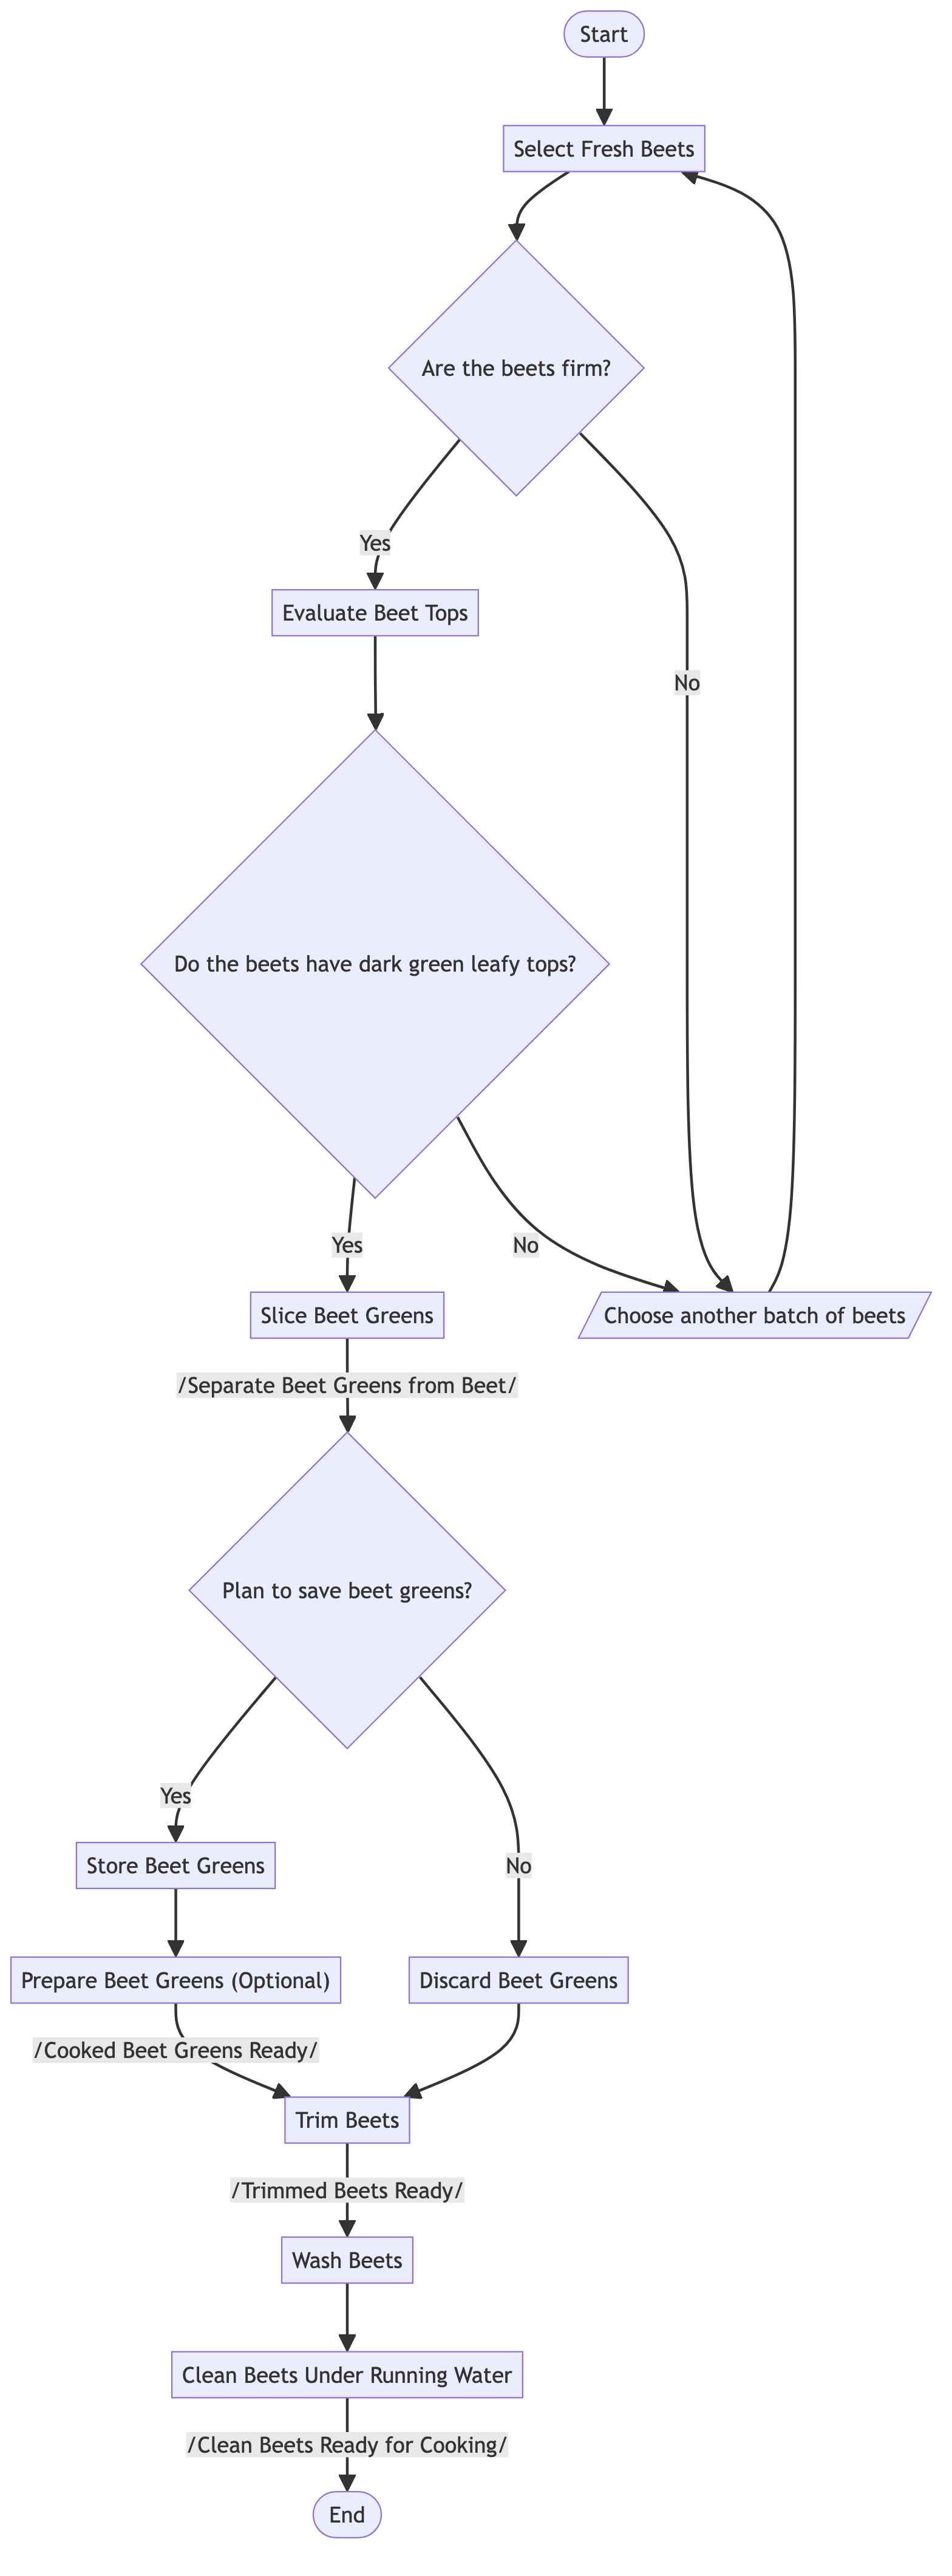 Start
Select Fresh Beets
Are the beets firm?
Yes
Evaluate Beet Tops
No
Do the beets have dark green leafy tops?
Yes
No
Slice Beet Greens
Choose another batch of beets
/Separate Beet Greens from Beet/
Plan to save beet greens?
Yes
Store Beet Greens
No
Prepare Beet Greens (Optional)
Discard Beet Greens
/Cooked Beet Greens Ready/
Trim Beets
/Trimmed Beets Ready/
Wash Beets
Clean Beets Under Running Water
/Clean Beets Ready for Cooking/
End